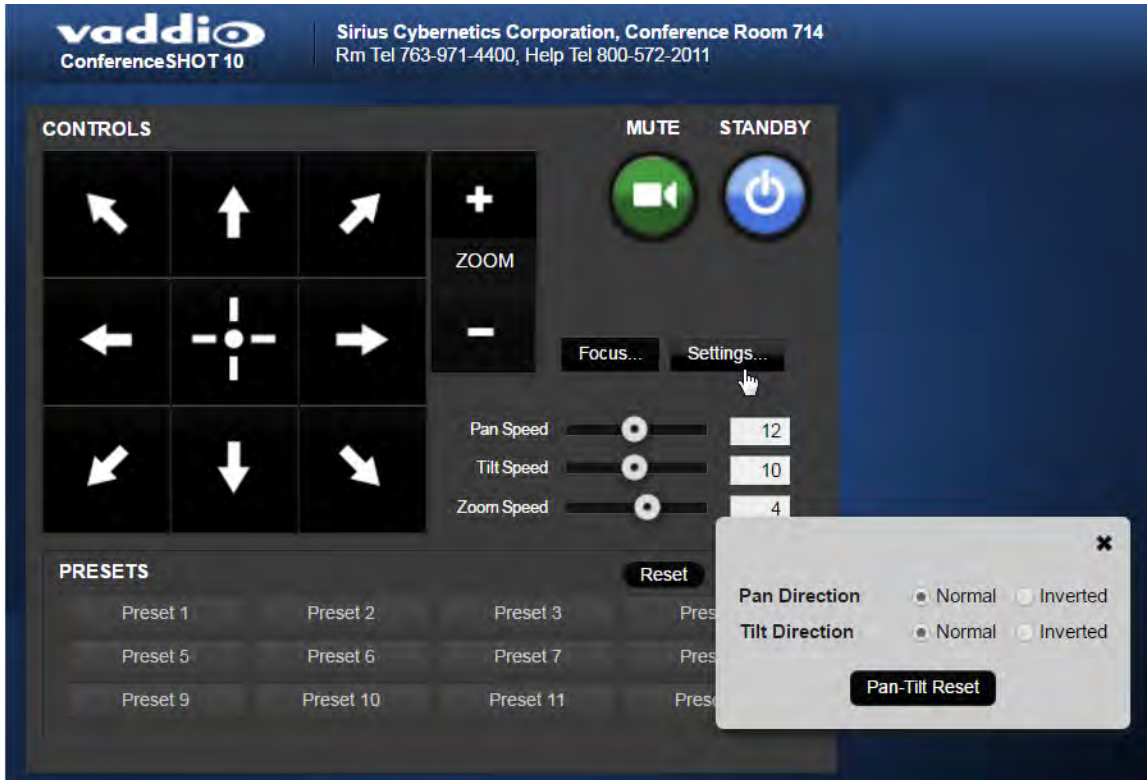 vaddio
ConferenceSHOT 10
Sirius Cybernetics Corporation, Conference Room 714
Rm Tel 763-971-4400, Help Tel 800-572-2011
CONTROLS
MUTE STANDBY
ZOOM
Focus... Settings...
Pan Speed 12
Tilt Speed 10
Zoom Speed 4
PRESETS
Reset
Preset 1 Preset 2 Preset 3 Pres
Preset 5 Preset 6 Preset 7 Pres
Preset 9 Preset 10 Preset 11 Prese
Pan Direction Normal Inverted
Tilt Direction Normal Inverted
Pan-Tilt Reset